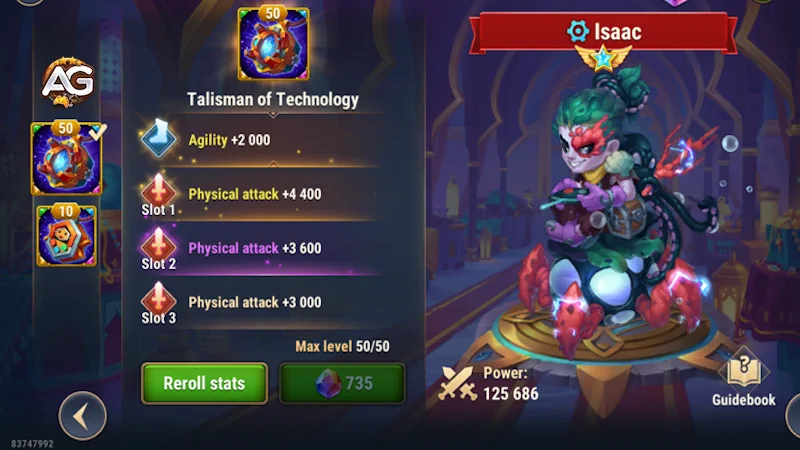 50
Isaac
AG
Talisman of Technology
50
Agility +2 000
Physical attack +4 400
Slot 1
10
Physical attack +3 600
Slot 2
Physical attack +3 000
Slot 3
Max level 50/50
Reroll stats
735
Power:
125 686
?
Guidebook
83747992